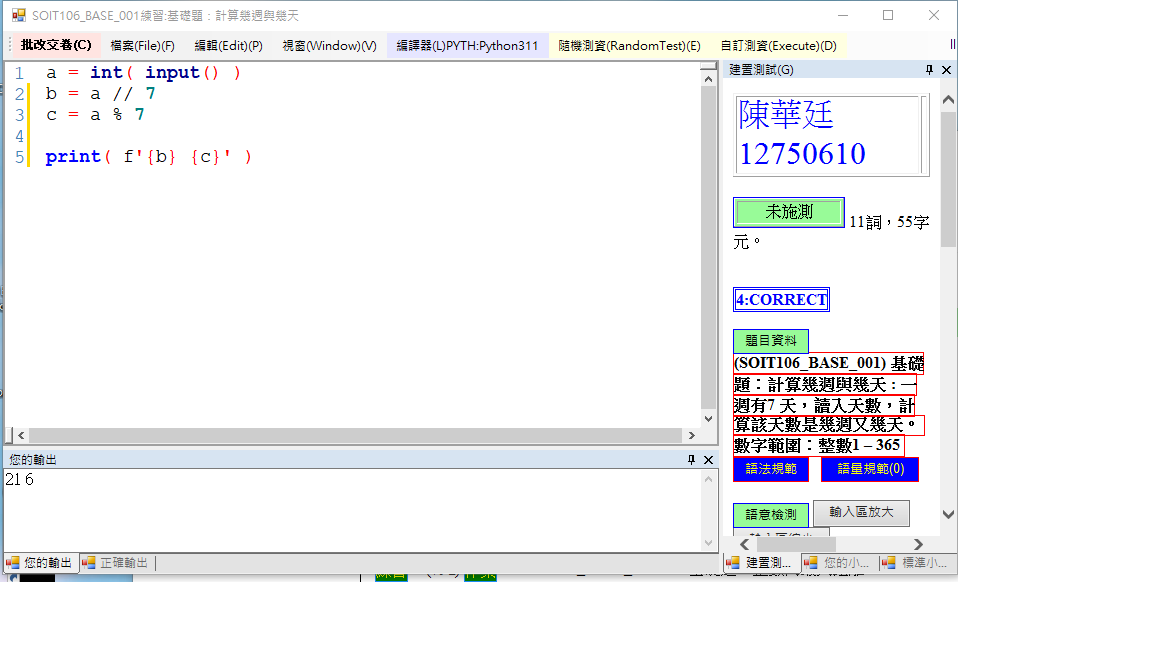 SOIT106_BASE_001練習:基礎題：計算幾週與幾天
批改交卷(C) 檔案(File)(F) 編輯(Edit)(P) 視窗(Window)(V) 編譯器(L)PYTH:Python311 隨機測資(RandomTest)(E) 自訂測資(Execute)(D)
1 a = int( input() )
2 b = a // 7
3 c = a % 7
4
5 print( f'{b} {c}' )
您的輸出
21 6
您的輸出 正確輸出
建置測試(G)
陳華廷
12750610
未施測 11詞，55字
元。
4:CORRECT
題目資料
(SOIT106_BASE_001) 基礎
題：計算幾週與幾天 : 一
週有7 天，讀入天數，計
算該天數是幾週又幾天。
數字範圍：整數1 – 365
語法規範 語量規範(0)
語意檢測 輸入區放大
建置測... 您的小... 標準小...